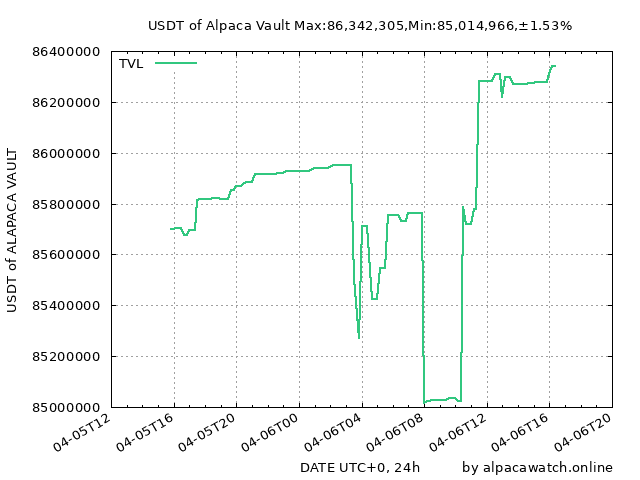 USDT of Alpaca Vault Max:86,342,305,Min:85,014,966,±1.53%
TVL
USDT of ALAPACA VAULT
86400000
86200000
86000000
85800000
85600000
85400000
85200000
85000000
04-05T12
04-05T16
04-05T20
04-06T00
04-06T04
04-06T08
04-06T12
04-06T16
04-06T20
DATE UTC+0, 24h
by alpacawatch.online